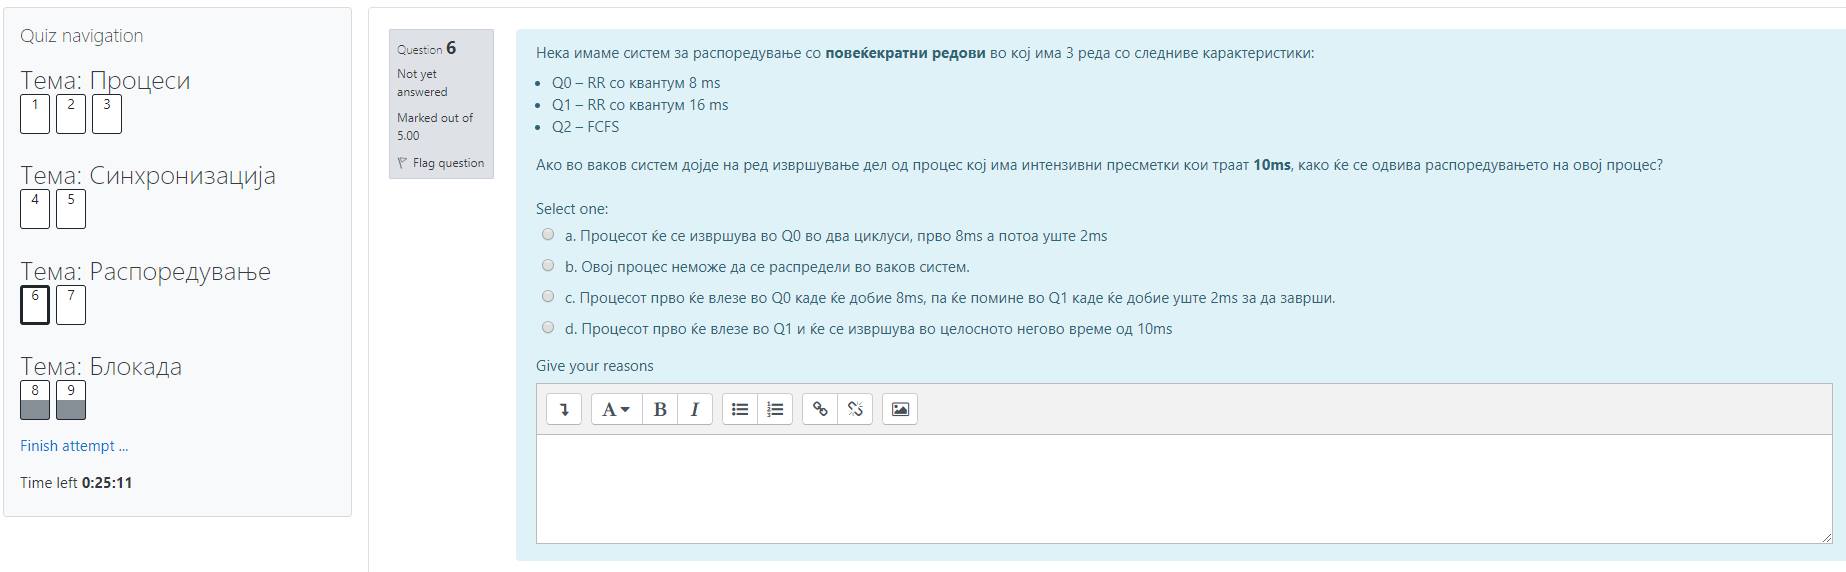 Quiz navigation
Тема: Процеси
1 2 3
Тема: Синхронизација
4 5
Тема: Распоредување
6 7
Тема: Блокада
8 9
Finish attempt ...
Time left 0:25:11
Question 6
Not yet
answered
Marked out of
5.00
Flag question
Нека имаме систем за распоредување со повеќекратни редови во кој има 3 реда со следниве карактеристики:
• Q0 – RR со квантум 8 ms
• Q1 – RR со квантум 16 ms
• Q2 – FCFS
Ако во ваков систем дојде на ред извршување дел од процес кој има интензивни пресметки кои траат 10ms, како ќе се одвива распоредувањето на овој процес?
Select one:
a. Процесот ќе се извршува во Q0 во два циклуси, прво 8ms а потоа уште 2ms
b. Овој процес неможе да се распредели во ваков систем.
c. Процесот прво ќе влезе во Q0 каде ќе добие 8ms, па ќе помине во Q1 каде ќе добие уште 2ms за да заврши.
d. Процесот прво ќе влезе во Q1 и ќе се извршува во целосното негово време од 10ms
Give your reasons
A B I